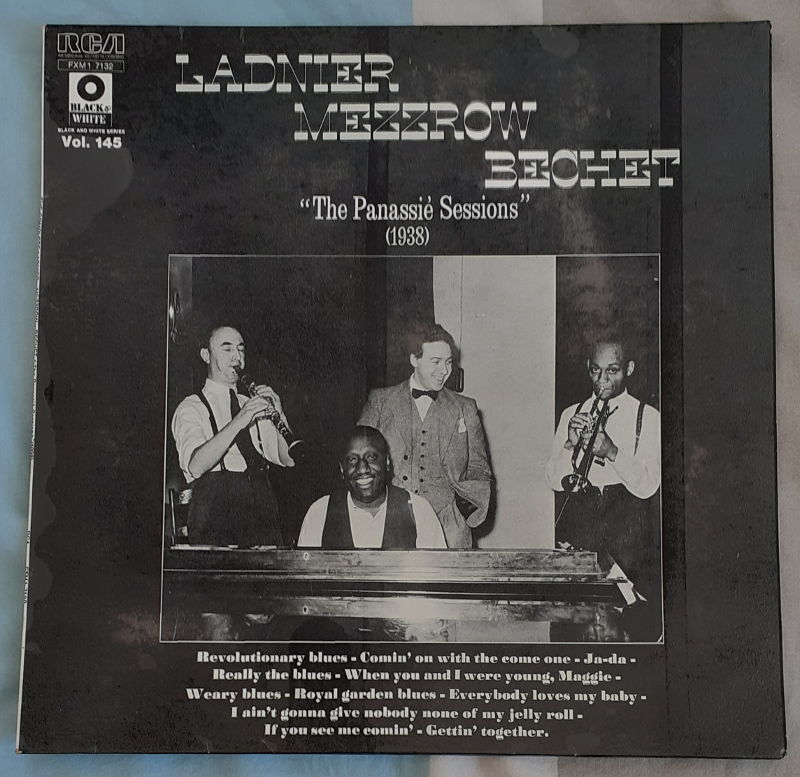 RCA
FXM1 7132
BLACK &
WHITE
BLACK AND WHITE SERIES
Vol. 145
LADNIER
MEZZROW
BECHET
“The Panassié Sessions”
(1938)
Revolutionary blues - Comin’ on with the come one - Ja-da -
Really the blues - When you and I were young, Maggie -
Weary blues - Royal garden blues - Everybody loves my baby -
I ain’t gonna give nobody none of my jelly roll -
If you see me comin’ - Gettin’ together.